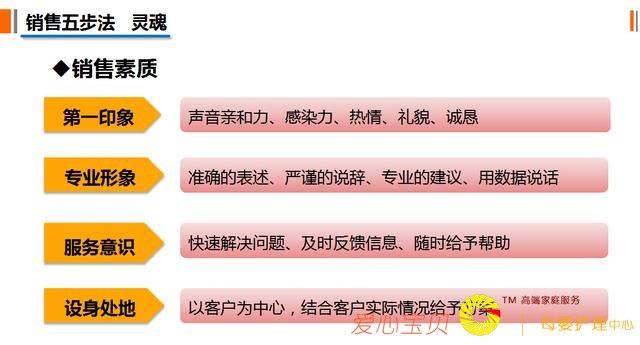 销售五步法 灵魂
◆销售素质
第一印象
声音亲和力、感染力、热情、礼貌、诚恳
专业形象
准确的表述、严谨的说辞、专业的建议、用数据说话
服务意识
快速解决问题、及时反馈信息、随时给予帮助
设身处地
以客户为中心，结合客户实际情况给予
TM 高端家庭服务
爱心宝贝
母婴护理中心